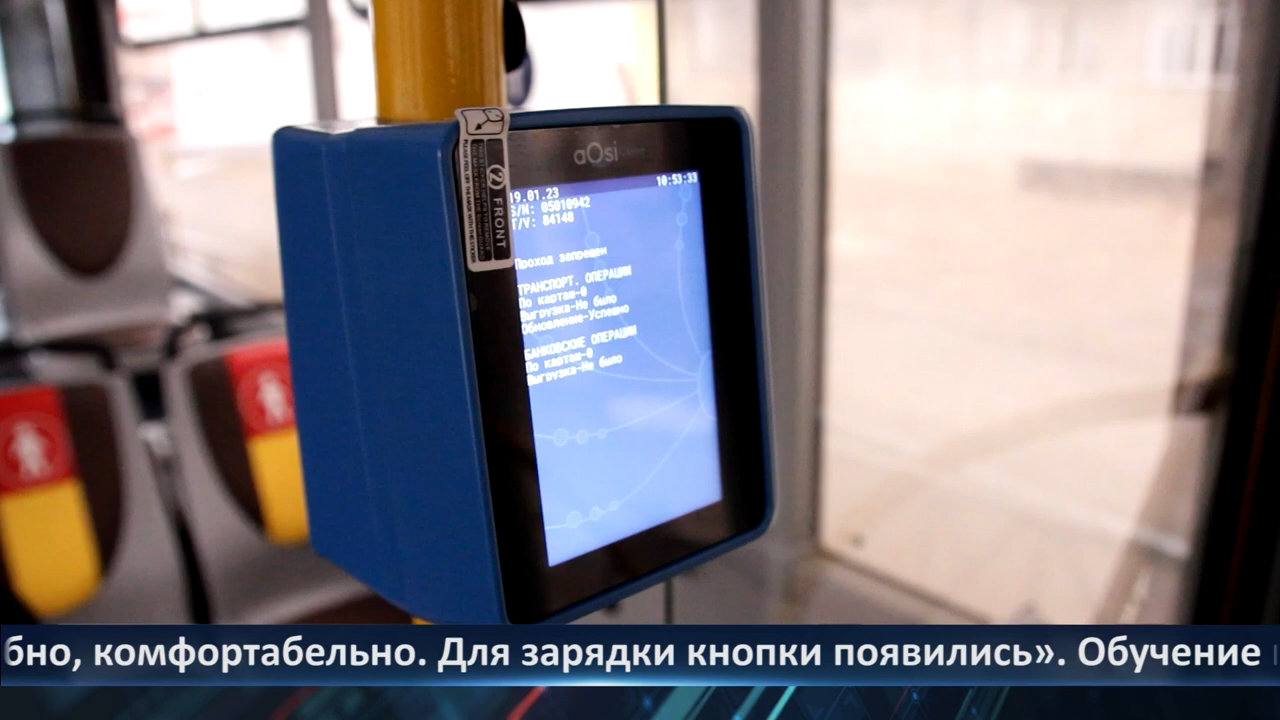 aOsi
19.01.23 10:53:33
S/N: 05010942
T/V: 84148
Проход запрещен
ТРАНСПОРТ. ОПЕРАЦИИ
По картам-0
Выгрузка-Не было
Обновление-Успешно
БАНКОВСКИЕ ОПЕРАЦИИ
По картам-0
Выгрузка-Не было
2 FRONT
бно, комфортабельно. Для зарядки кнопки появились». Обучение